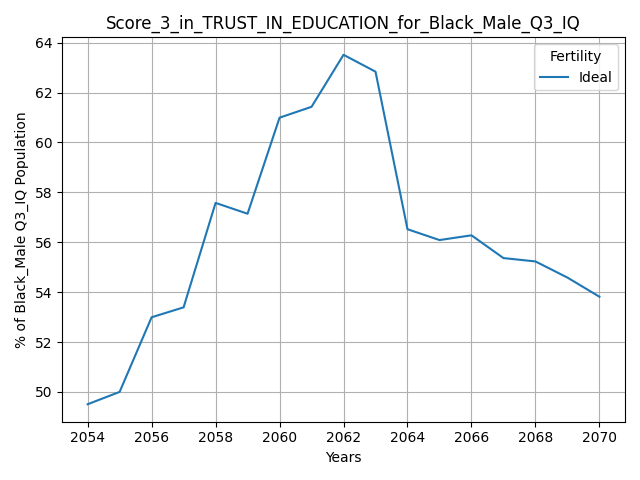 Score_3_in_TRUST_IN_EDUCATION_for_Black_Male_Q3_IQ
Fertility
Ideal
% of Black_Male Q3_IQ Population
64
62
60
58
56
54
52
50
2054 2056 2058 2060 2062 2064 2066 2068 2070
Years